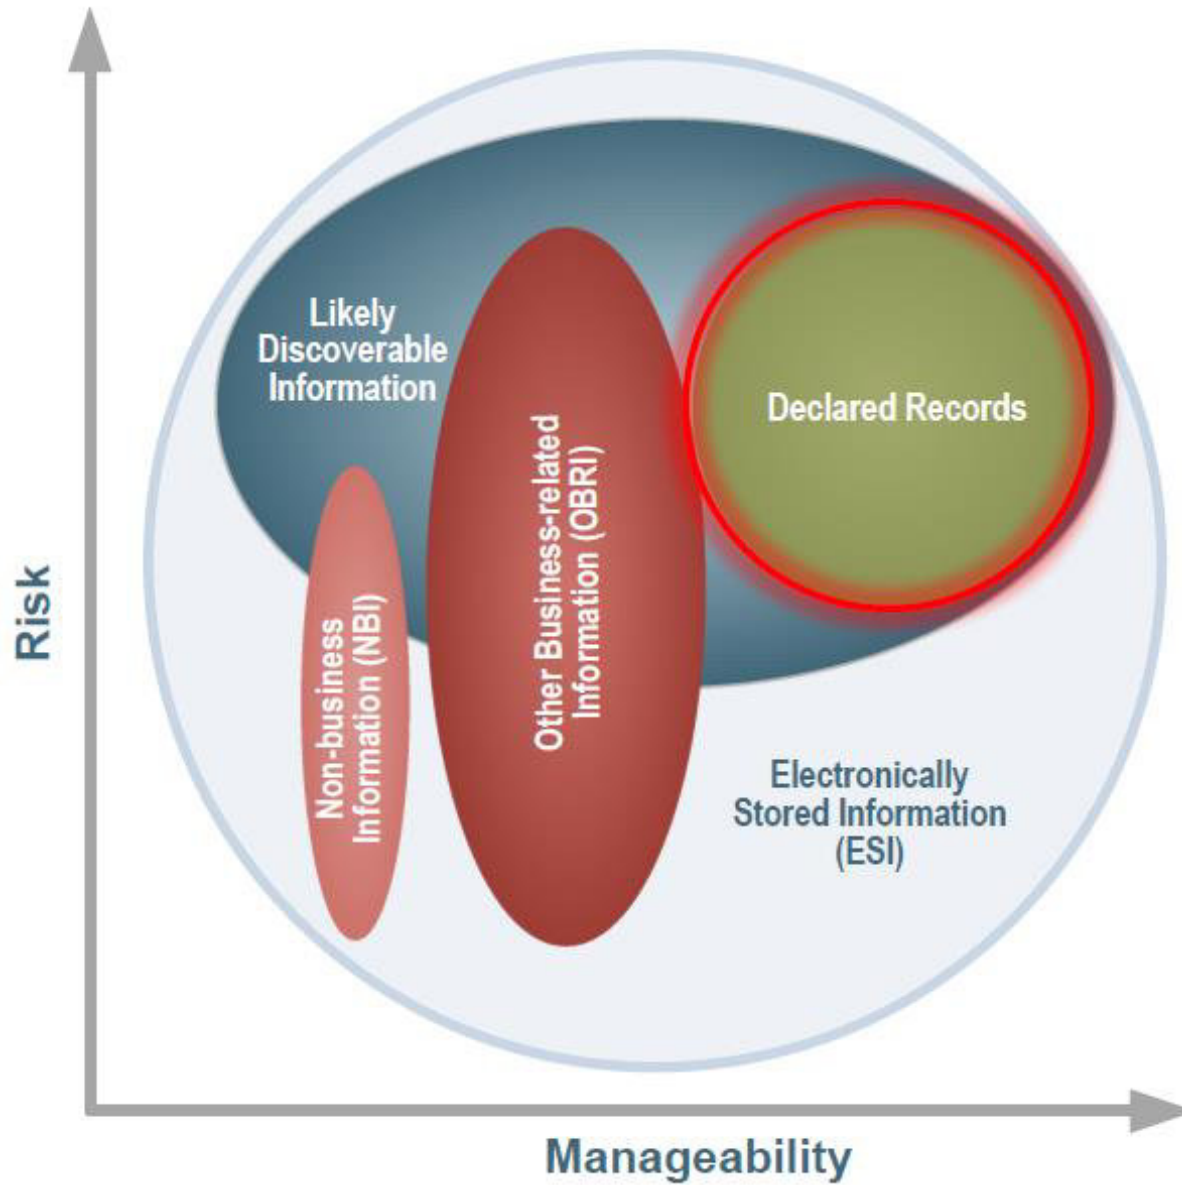 Likely
Discoverable
Information
Declared Records
Other Business-related
Information (OBRI)
Non-business
Information (NBI)
Electronically
Stored Information
(ESI)
Risk
Manageability